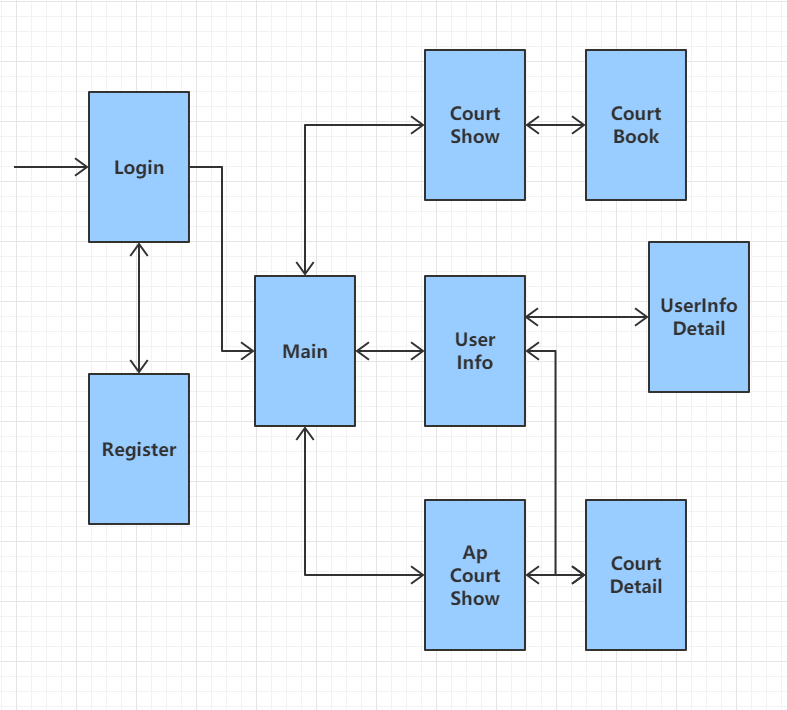 Login
Register
Main
Court
Show
Court
Book
User
Info
UserInfo
Detail
Ap
Court
Show
Court
Detail